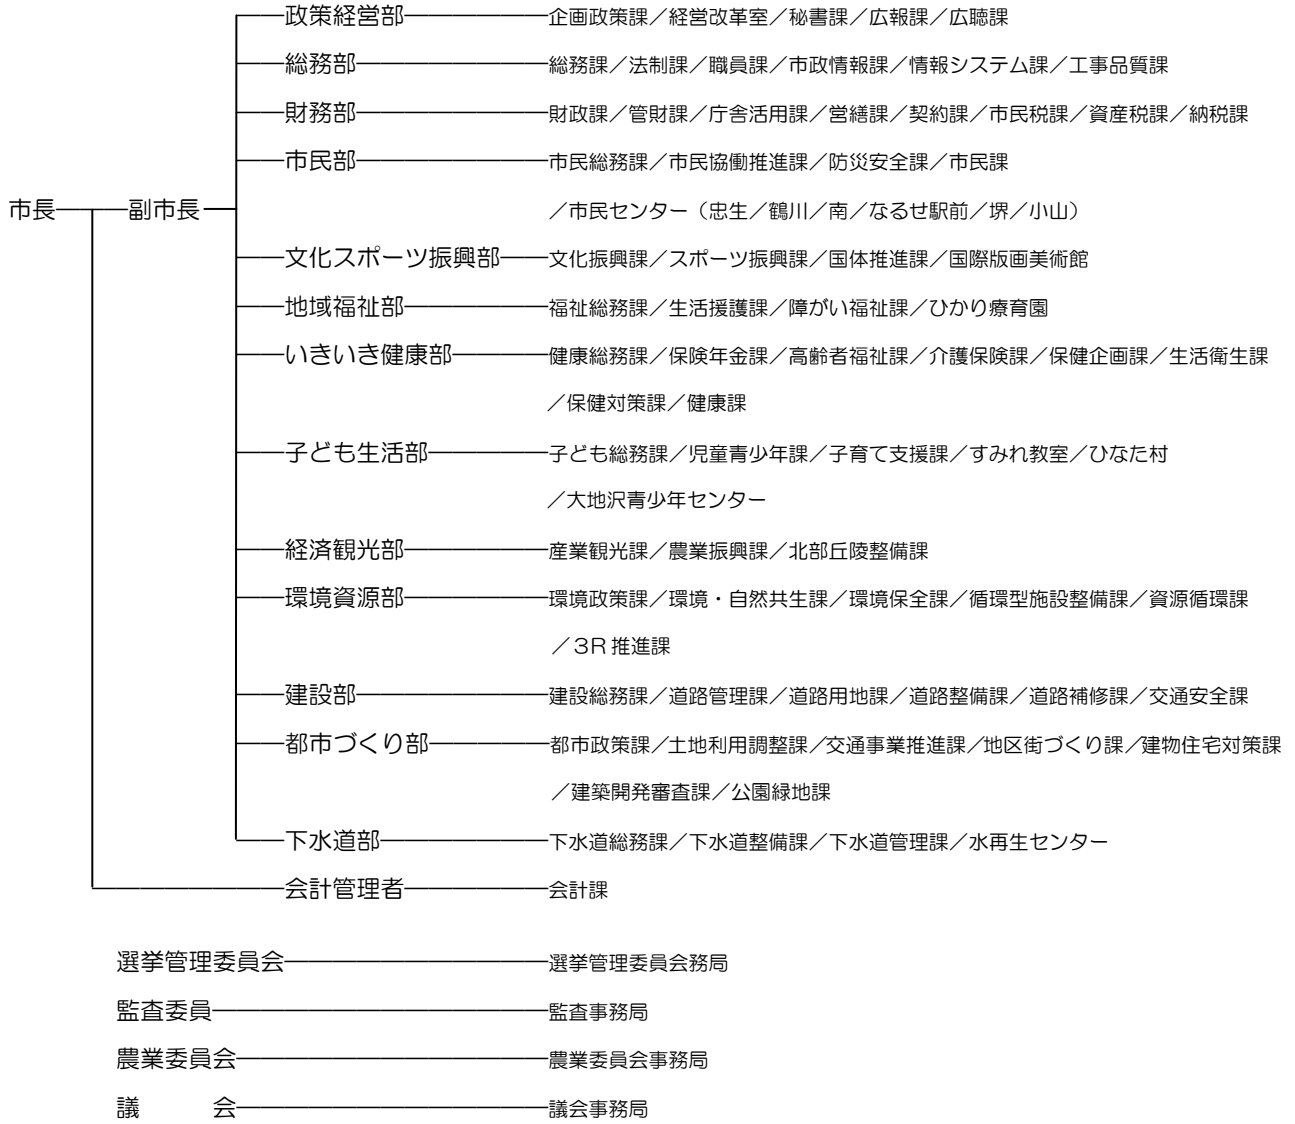 政策経営部 企画政策課／経営改革室／秘書課／広報課／広聴課
総務部 総務課／法制課／職員課／市政情報課／情報システム課／工事品質課
財務部 財政課／管財課／庁舎活用課／営繕課／契約課／市民税課／資産税課／納税課
市民部 市民総務課／市民協働推進課／防災安全課／市民課
市長 副市長 ／市民センター（忠生／鶴川／南／なるせ駅前／堺／小山）
文化スポーツ振興部 文化振興課／スポーツ振興課／国体推進課／国際版画美術館
地域福祉部 福祉総務課／生活援護課／障がい福祉課／ひかり療育園
いきいき健康部 健康総務課／保険年金課／高齢者福祉課／介護保険課／保健企画課／生活衛生課
／保健対策課／健康課
子ども生活部 子ども総務課／児童青少年課／子育て支援課／すみれ教室／ひなた村
／大地沢青少年センター
経済観光部 産業観光課／農業振興課／北部丘陵整備課
環境資源部 環境政策課／環境・自然共生課／環境保全課／循環型施設整備課／資源循環課
／3R推進課
建設部 建設総務課／道路管理課／道路用地課／道路整備課／道路補修課／交通安全課
都市づくり部 都市政策課／土地利用調整課／交通事業推進課／地区街づくり課／建物住宅対策課
／建築開発審査課／公園緑地課
下水道部 下水道総務課／下水道整備課／下水道管理課／水再生センター
会計管理者 会計課
選挙管理委員会 選挙管理委員会務局
監査委員 監査事務局
農業委員会 農業委員会事務局
議　会 議会事務局